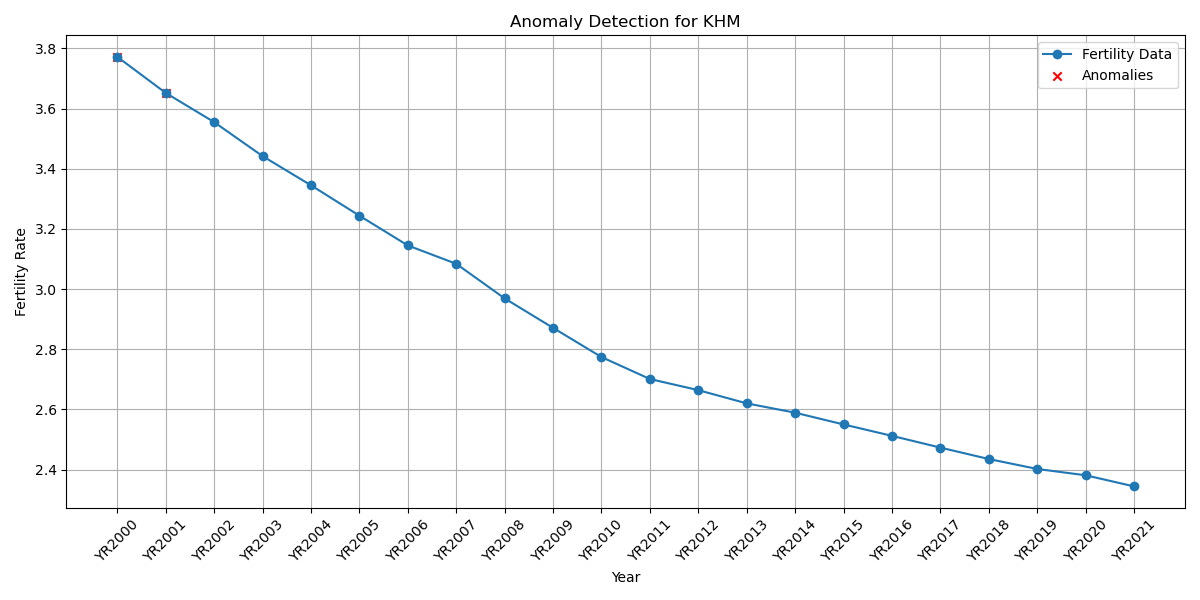 Anomaly Detection for KHM
Fertility Data
Anomalies
Fertility Rate
3.8
3.6
3.4
3.2
3.0
2.8
2.6
2.4
YR2000
YR2001
YR2002
YR2003
YR2004
YR2005
YR2006
YR2007
YR2008
YR2009
YR2010
YR2011
YR2012
YR2013
YR2014
YR2015
YR2016
YR2017
YR2018
YR2019
YR2020
YR2021
Year